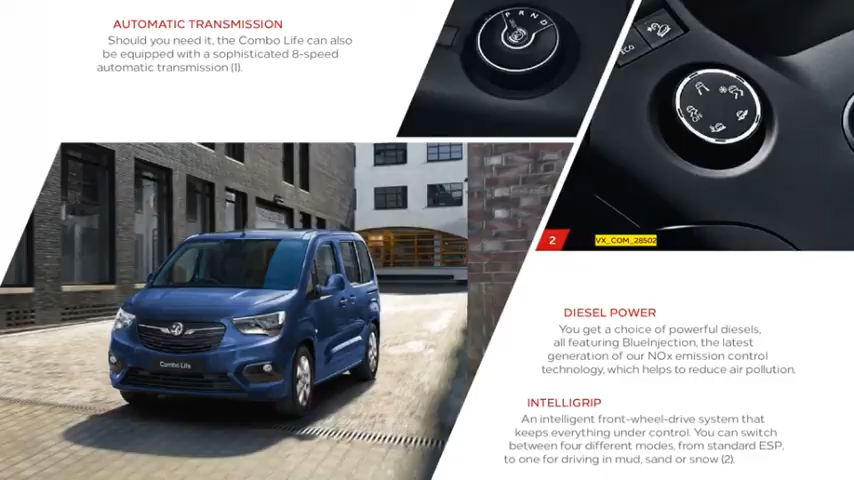 AUTOMATIC TRANSMISSION
Should you need it, the Combo Life can also
be equipped with a sophisticated 8-speed
automatic transmission (1).
P R N D
ECO
2
VX_COM_28502
Combo Life
DIESEL POWER
You get a choice of powerful diesels,
all featuring BlueInjection, the latest
generation of our NOx emission control
technology, which helps to reduce air pollution.
INTELLIGRIP
An intelligent front-wheel-drive system that
keeps everything under control. You can switch
between four different modes, from standard ESP,
to one for driving in mud, sand or snow (2).